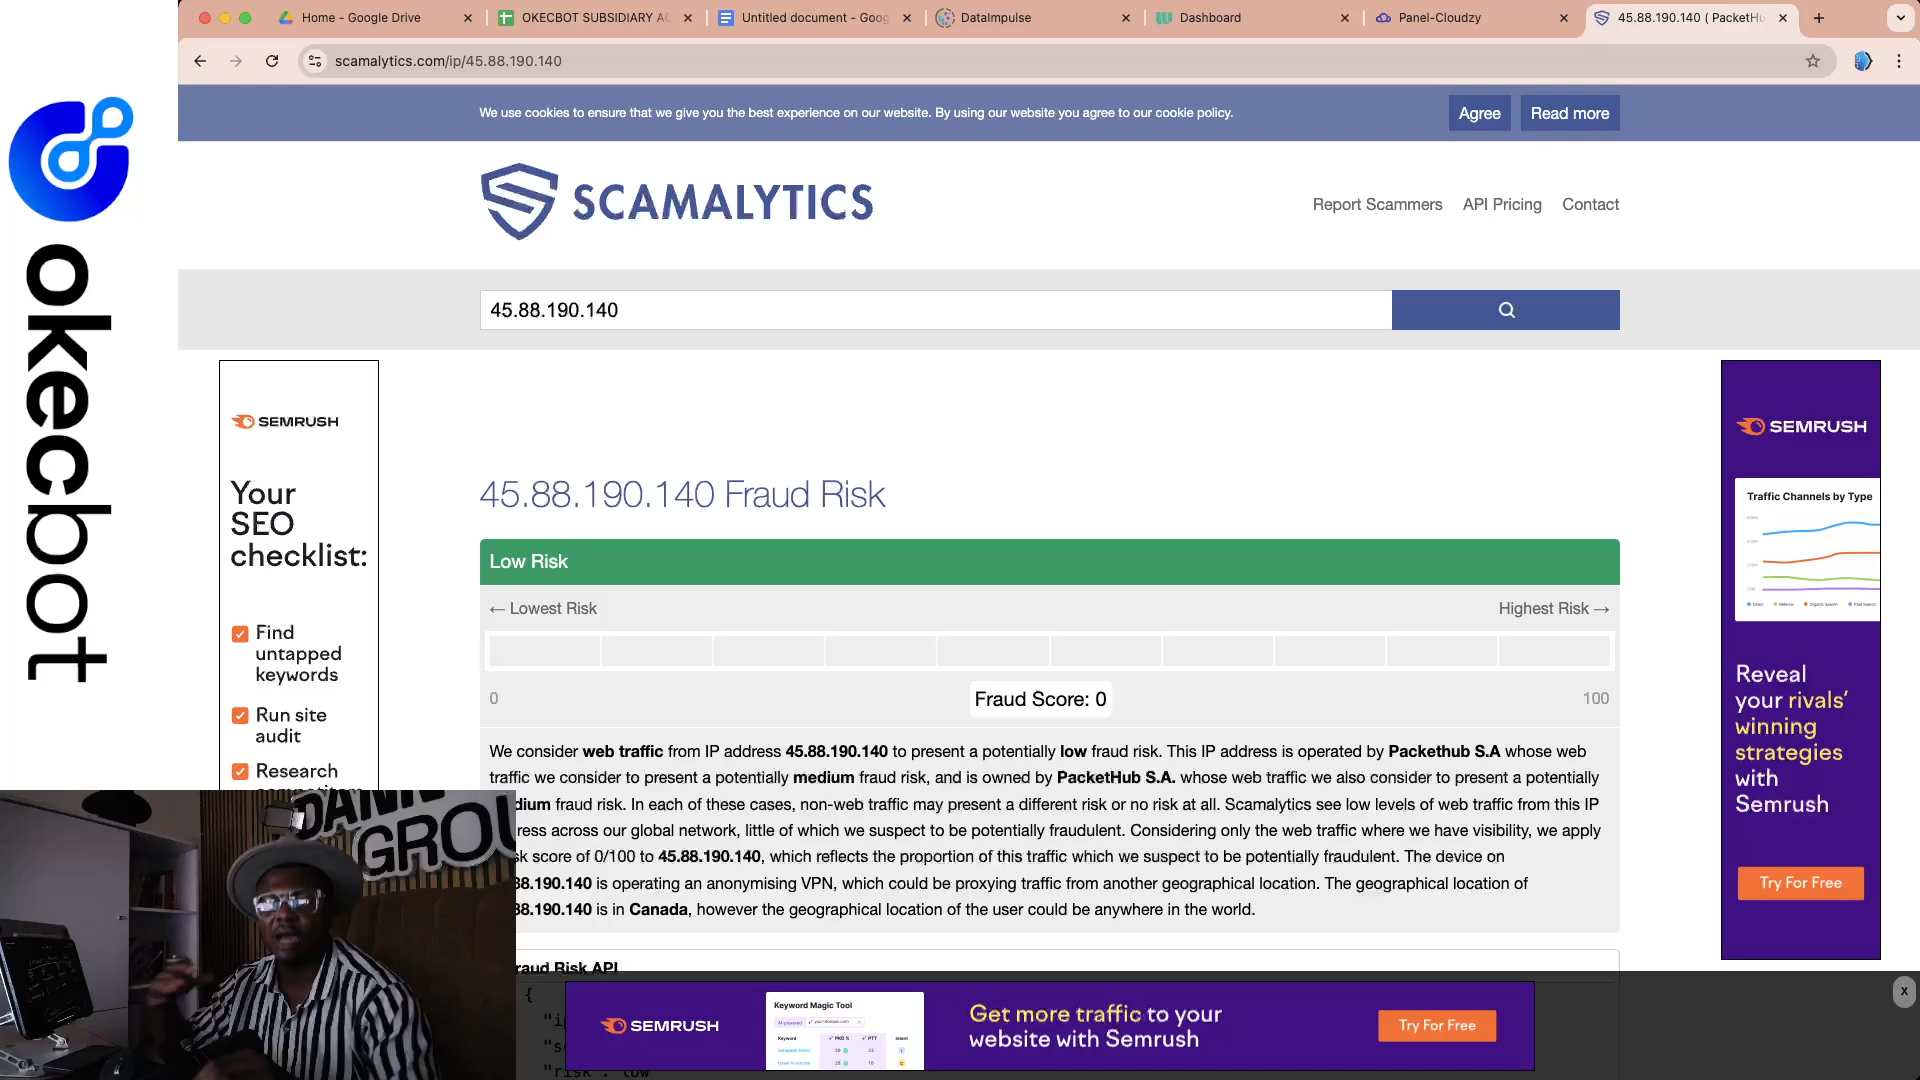 Home - Google Drive
OKECBOT SUBSIDIARY AC
Untitled document - Goog
DataImpulse
Dashboard
Panel-Cloudzy
45.88.190.140 ( PacketHu
scamalytics.com/ip/45.88.190.140
We use cookies to ensure that we give you the best experience on our website. By using our website you agree to our cookie policy.
Agree
Read more
okecbot
SCAMALYTICS
Report Scammers
API Pricing
Contact
45.88.190.140
SEMRUSH
Your
SEO
checklist:
Find
untapped
keywords
Run site
audit
Research
45.88.190.140 Fraud Risk
Low Risk
← Lowest Risk
Highest Risk →
0
Fraud Score: 0
100
We consider web traffic from IP address 45.88.190.140 to present a potentially low fraud risk. This IP address is operated by Packethub S.A whose web
traffic we consider to present a potentially medium fraud risk, and is owned by PacketHub S.A. whose web traffic we also consider to present a potentially
dium fraud risk. In each of these cases, non-web traffic may present a different risk or no risk at all. Scamalytics see low levels of web traffic from this IP
ress across our global network, little of which we suspect to be potentially fraudulent. Considering only the web traffic where we have visibility, we apply
sk score of 0/100 to 45.88.190.140, which reflects the proportion of this traffic which we suspect to be potentially fraudulent. The device on
88.190.140 is operating an anonymising VPN, which could be proxying traffic from another geographical location. The geographical location of
88.190.140 is in Canada, however the geographical location of the user could be anywhere in the world.
raud Risk API
{
"risk": "low"
SEMRUSH
Traffic Channels by Type
Reveal
your rivals'
winning
strategies
with
Semrush
Try For Free
GROU
SEMRUSH
Keyword Magic Tool
AI-powered
your-domain.com
Keyword
PKD %
PTT
Intent
Get more traffic to your
website with Semrush
Try For Free
x